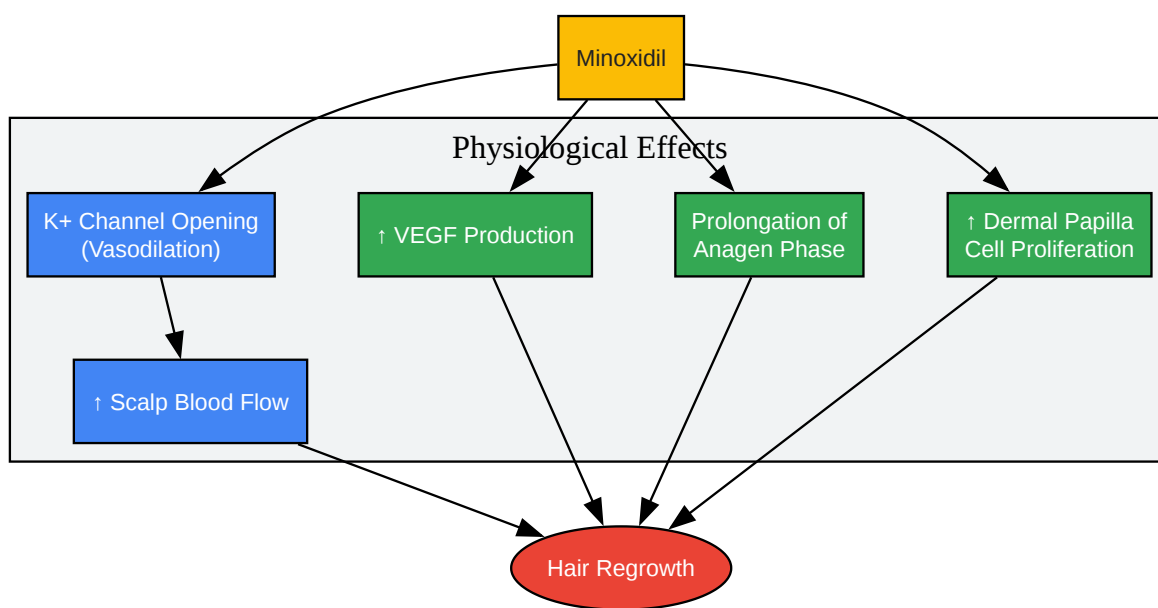 Minoxidil
Physiological Effects
K+ Channel Opening
(Vasodilation)
↑ VEGF Production
Prolongation of
Anagen Phase
↑ Dermal Papilla
Cell Proliferation
↑ Scalp Blood Flow
Hair Regrowth